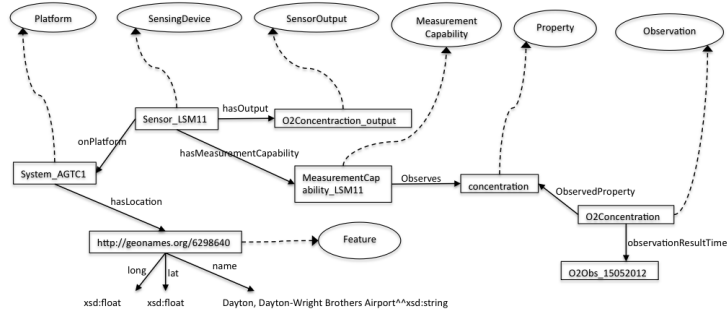 Platform
SensingDevice
SensorOutput
Measurement
Capability
Property
Observation
hasOutput
Sensor_LSM11
O2Concentraction_output
onPlatform
hasMeasurementCapability
System_AGTC1
MeasurementCap
ability_LSM11
Observes
concentration
ObservedProperty
hasLocation
O2Concentration
http://geonames.org/6298640
Feature
observationResultTime
long
lat
name
O2Obs_15052012
xsd:float
xsd:float
Dayton, Dayton-Wright Brothers Airport^^xsd:string